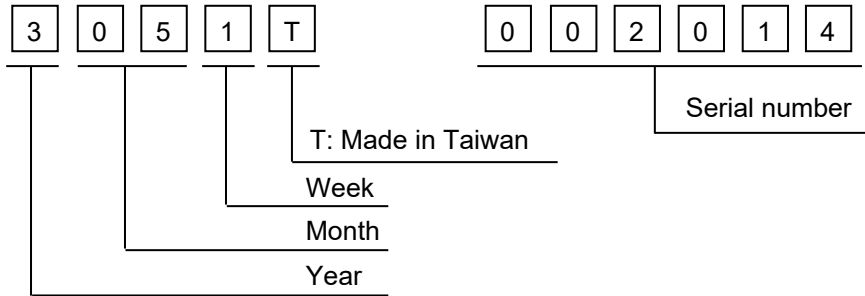 3 0 5 1 T 0 0 2 0 1 4
Serial number
T: Made in Taiwan
Week
Month
Year